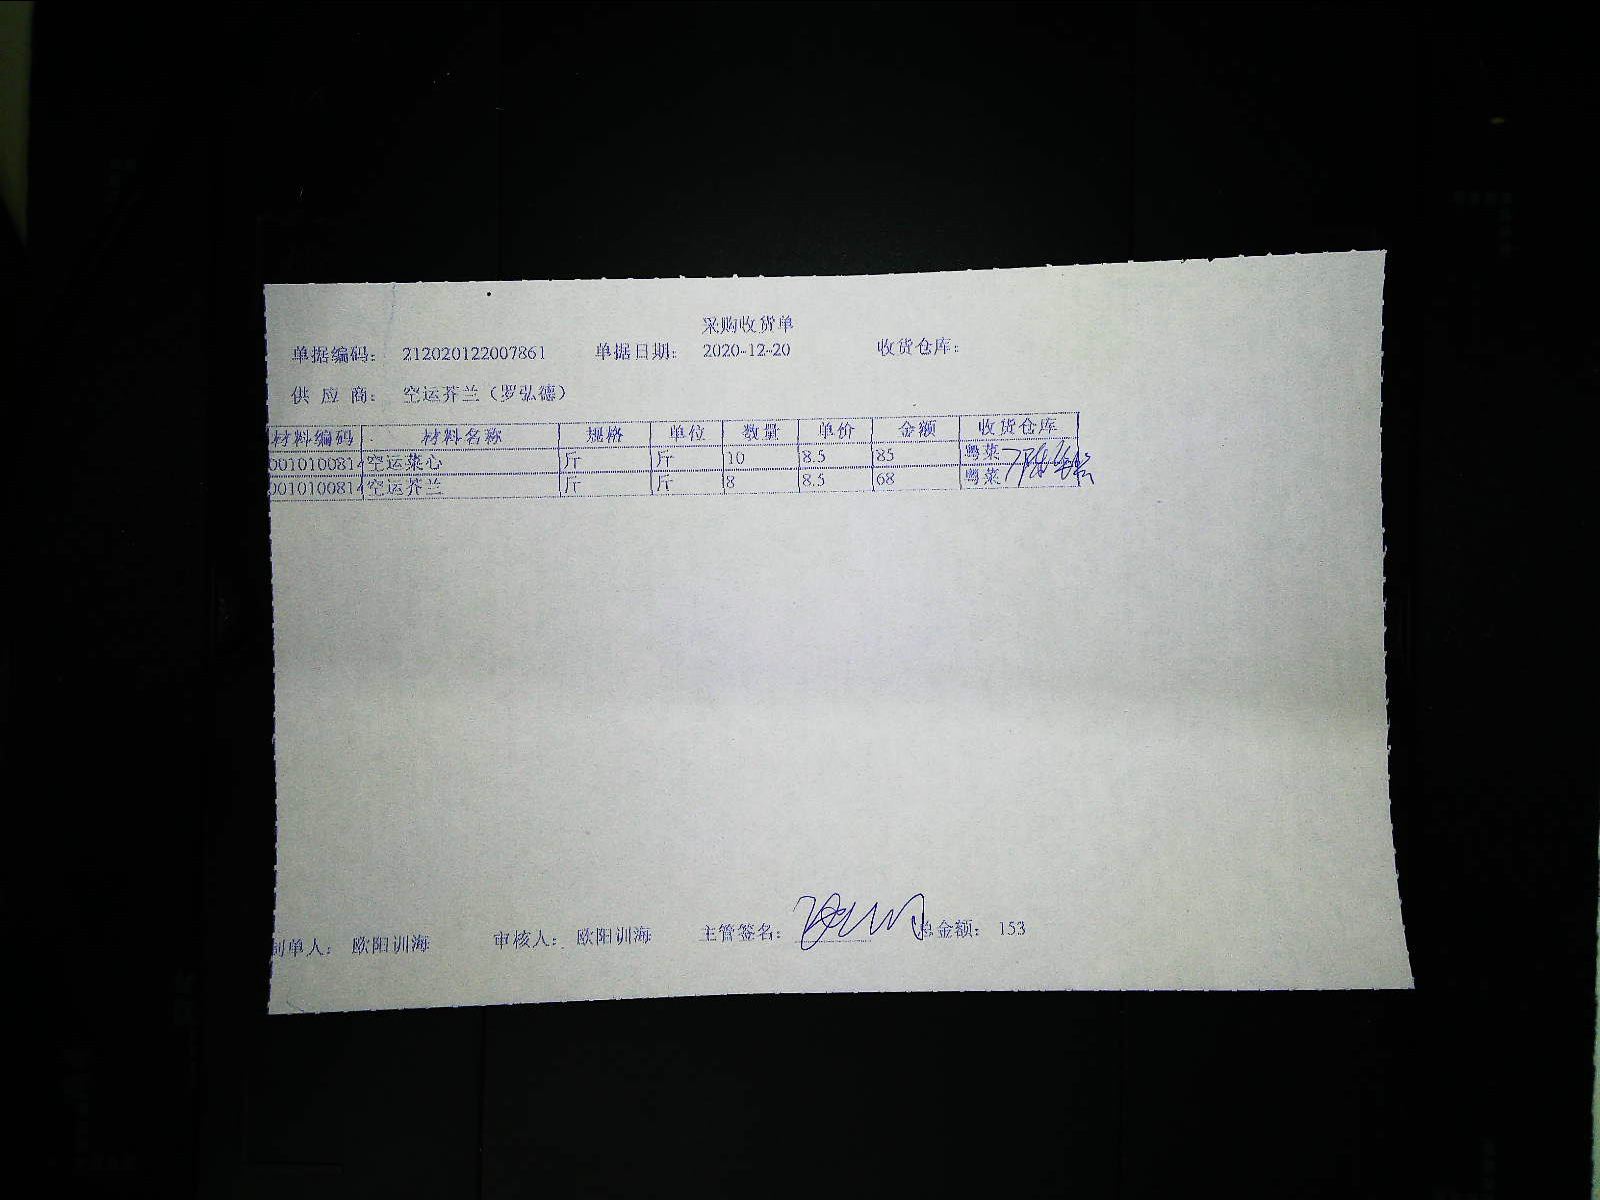 采购收货单
单据编码： 212020122007861 单据日期： 2020-12-20 收货仓库：
供 应 商： 空运芥兰（罗弘德）
材料编码 材料名称 规格 单位 数量 单价 金额 收货仓库
0010100814 空运菜心 斤 斤 10 8.5 85 粤菜
0010100814 空运芥兰 斤 斤 8 8.5 68 粤菜
制单人： 欧阳训海 审核人： 欧阳训海 主管签名： 总金额： 153